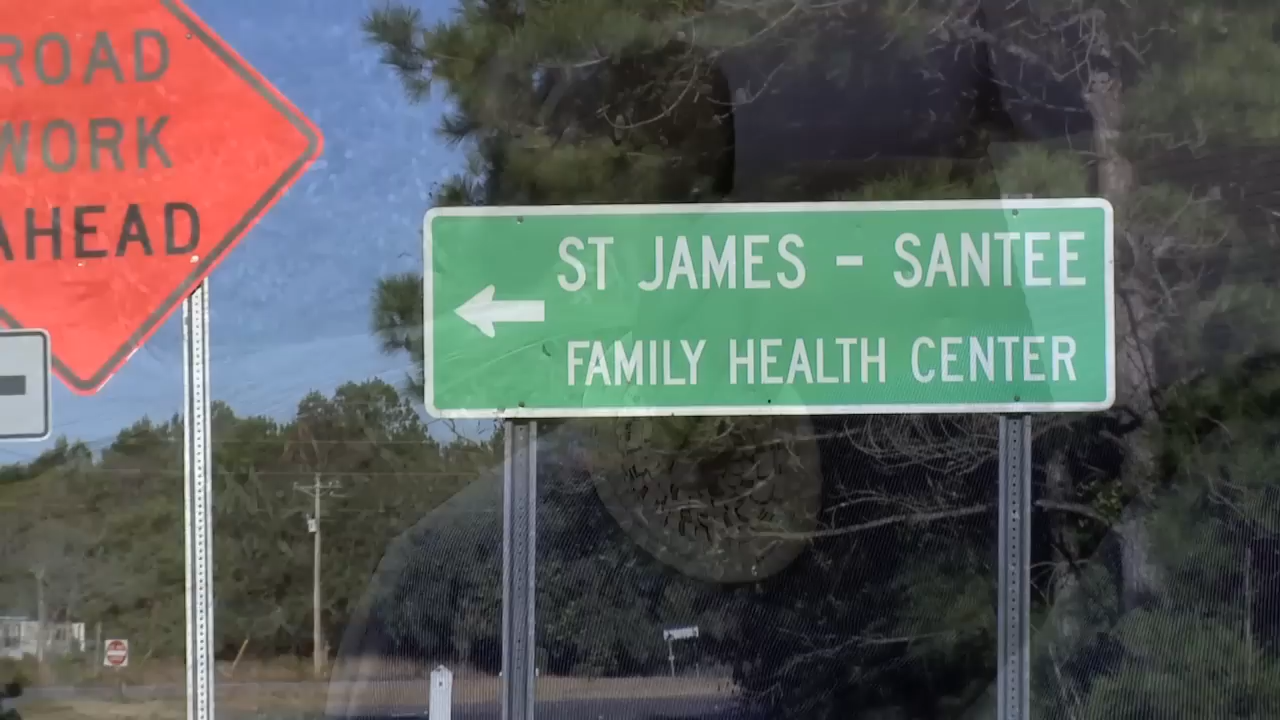 ROAD
WORK
AHEAD
ST JAMES - SANTEE
FAMILY HEALTH CENTER